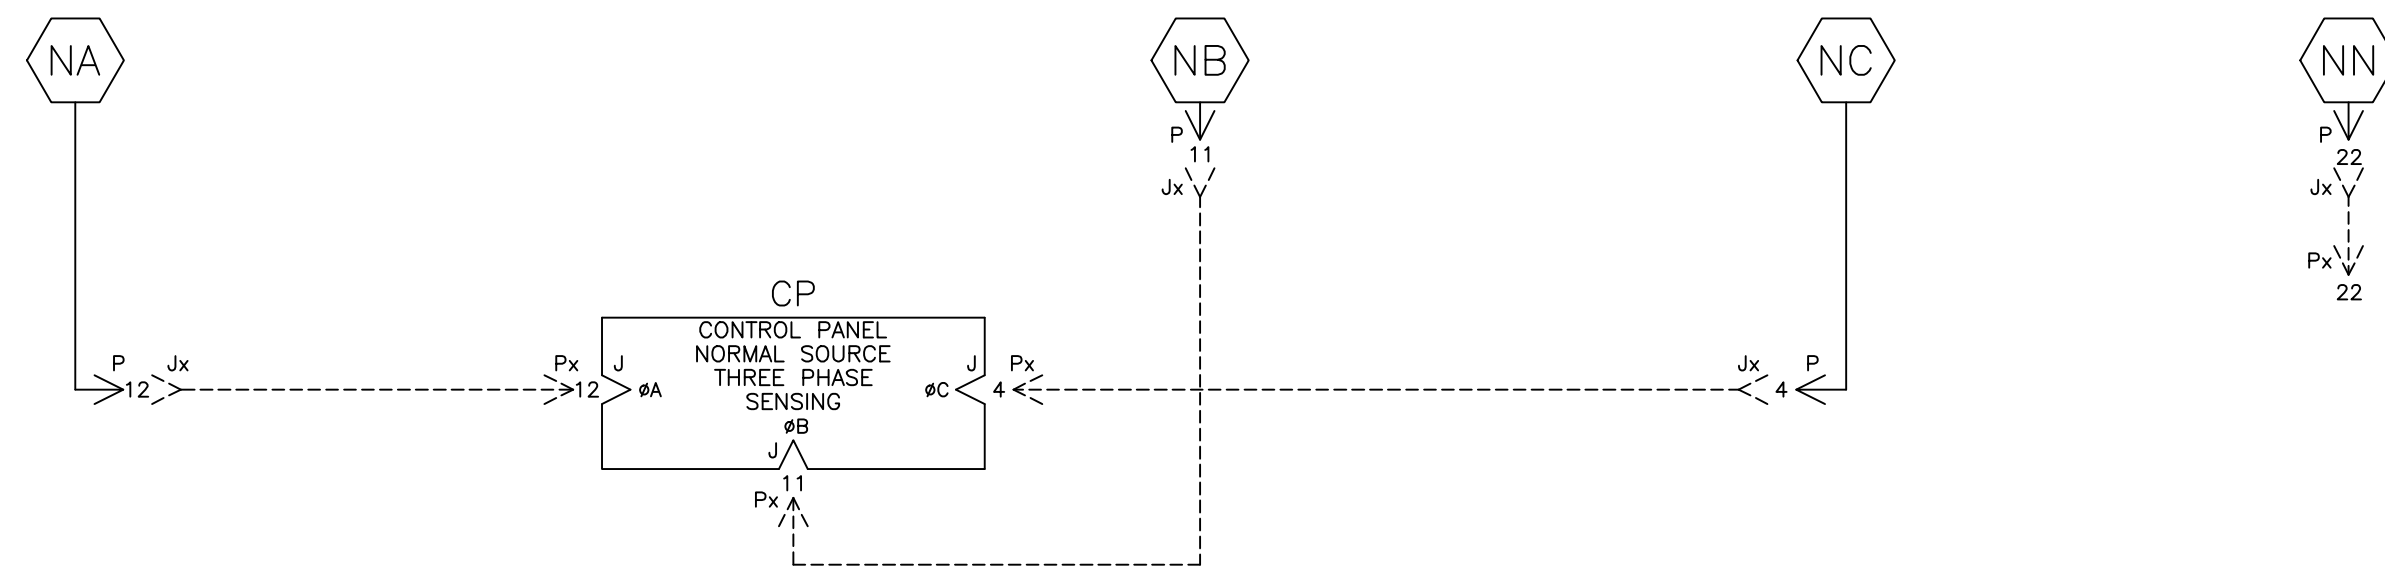 NA
NB
NC
NN
P
11
Jx
P
22
Jx
Px
22
CP
CONTROL PANEL
NORMAL SOURCE
THREE PHASE
SENSING
P
12
Jx
Px
12
J
øA
øC
J
4
Px
Jx
4
P
øB
J
11
Px